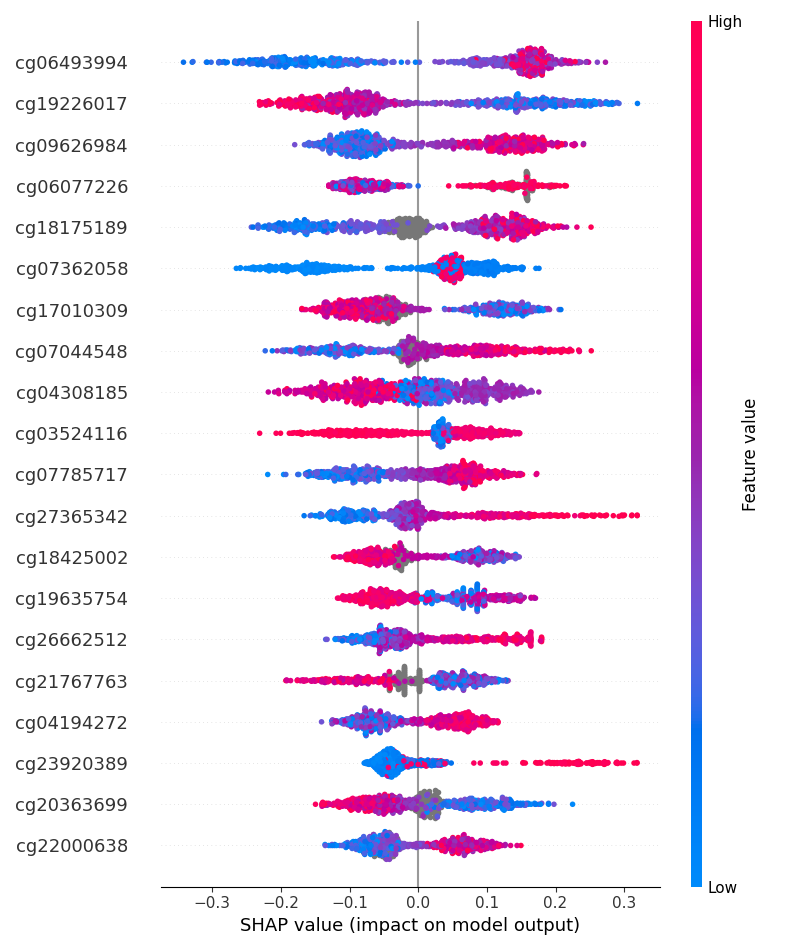 High
cg06493994
cg19226017
cg09626984
cg06077226
cg18175189
cg07362058
cg17010309
cg07044548
cg04308185
cg03524116
cg07785717
cg27365342
cg18425002
cg19635754
cg26662512
cg21767763
cg04194272
cg23920389
cg20363699
cg22000638
Feature value
Low
−0.3 −0.2 −0.1 0.0 0.1 0.2 0.3
SHAP value (impact on model output)